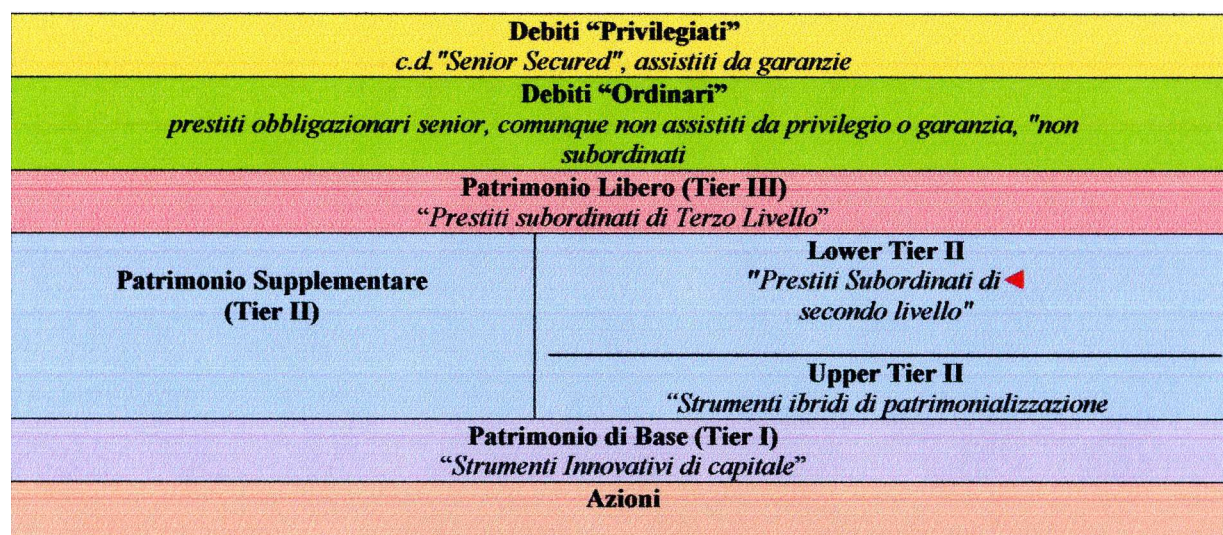 Debiti “Privilegiati”
c.d."Senior Secured", assistiti da garanzie
Debiti “Ordinari”
prestiti obbligazionari senior, comunque non assistiti da privilegio o garanzia, "non
subordinati
Patrimonio Libero (Tier III)
“Prestiti subordinati di Terzo Livello”
Patrimonio Supplementare
(Tier II)
Lower Tier II
"Prestiti Subordinati di
secondo livello"
Upper Tier II
“Strumenti ibridi di patrimonializzazione
Patrimonio di Base (Tier I)
“Strumenti Innovativi di capitale”
Azioni